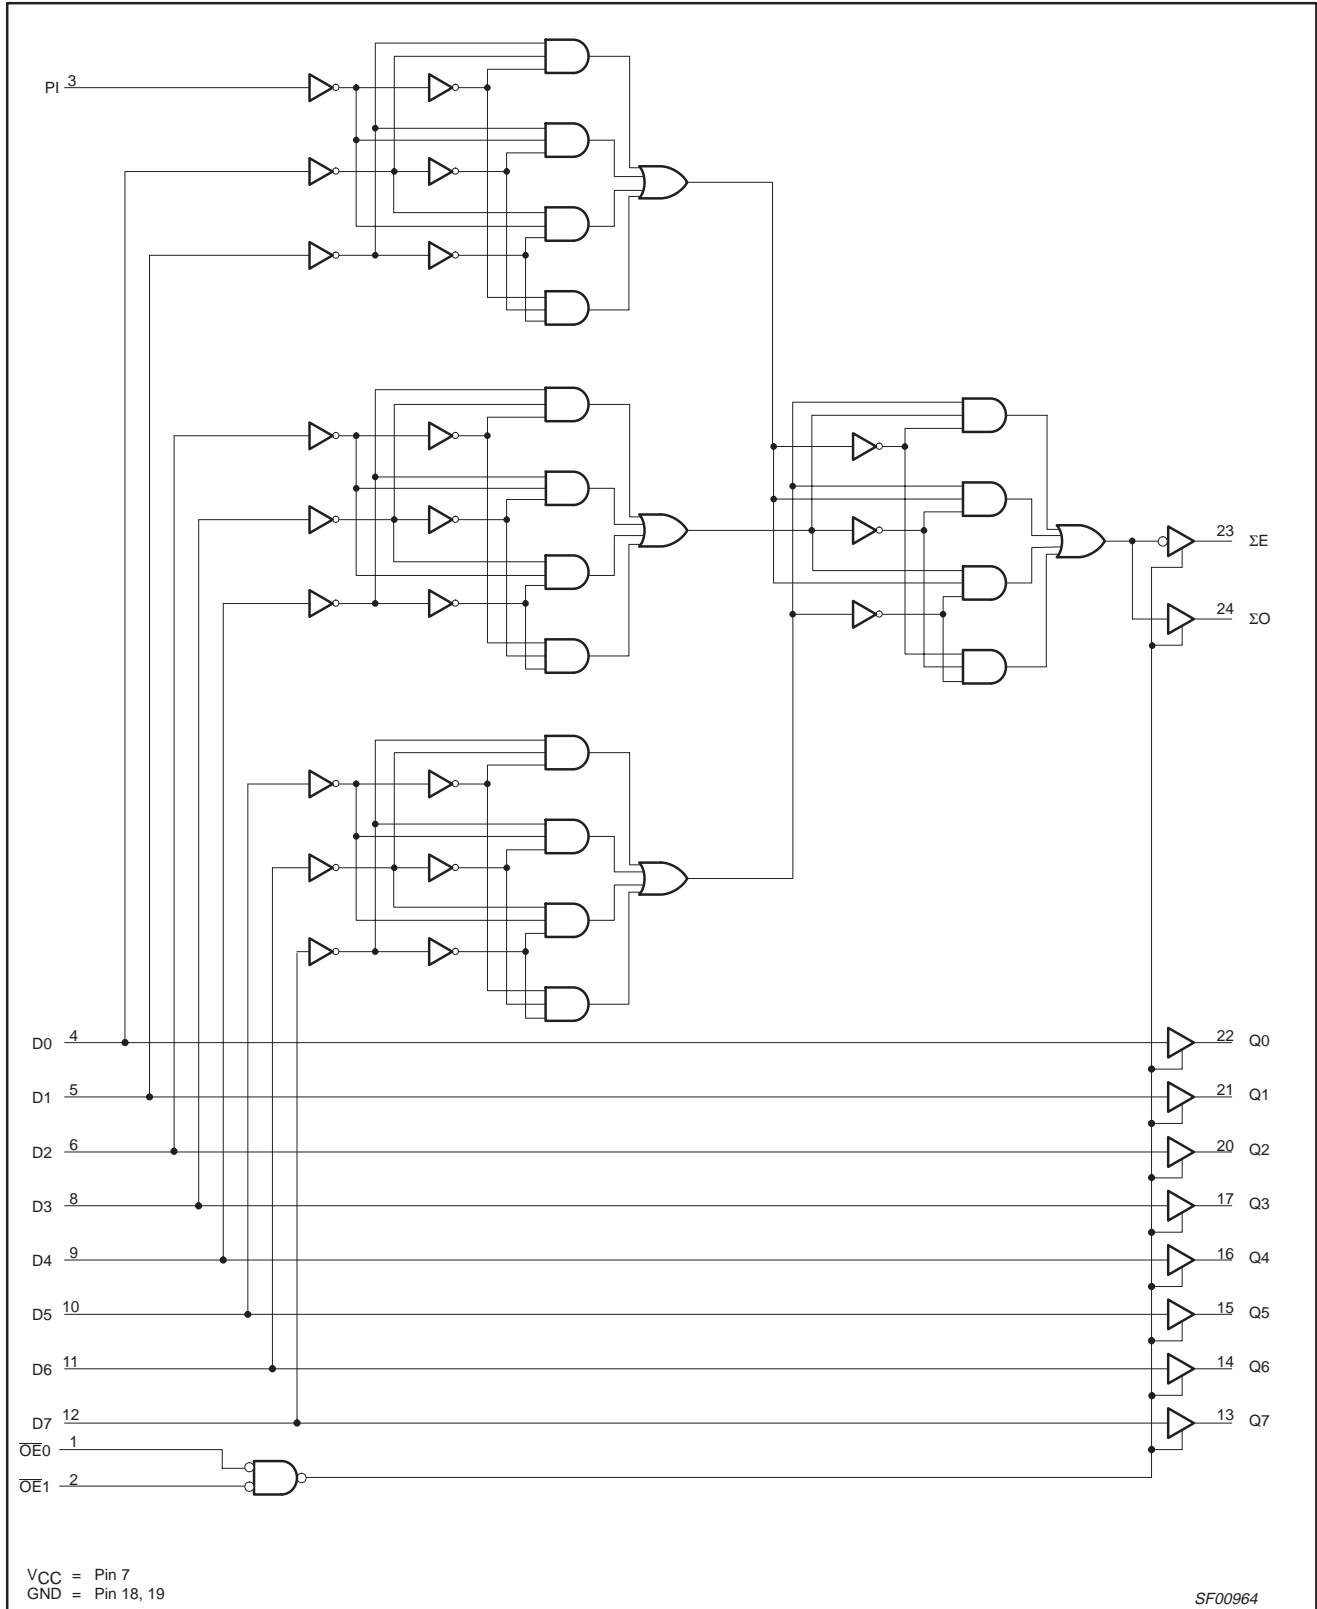 PI 3
23 ΣE
24 ΣO
D0 4
22 Q0
D1 5
21 Q1
D2 6
20 Q2
D3 8
17 Q3
D4 9
16 Q4
D5 10
15 Q5
D6 11
14 Q6
D7 12
13 Q7
O̅E̅0 1
O̅E̅1 2
VCC = Pin 7
GND = Pin 18, 19
SF00964